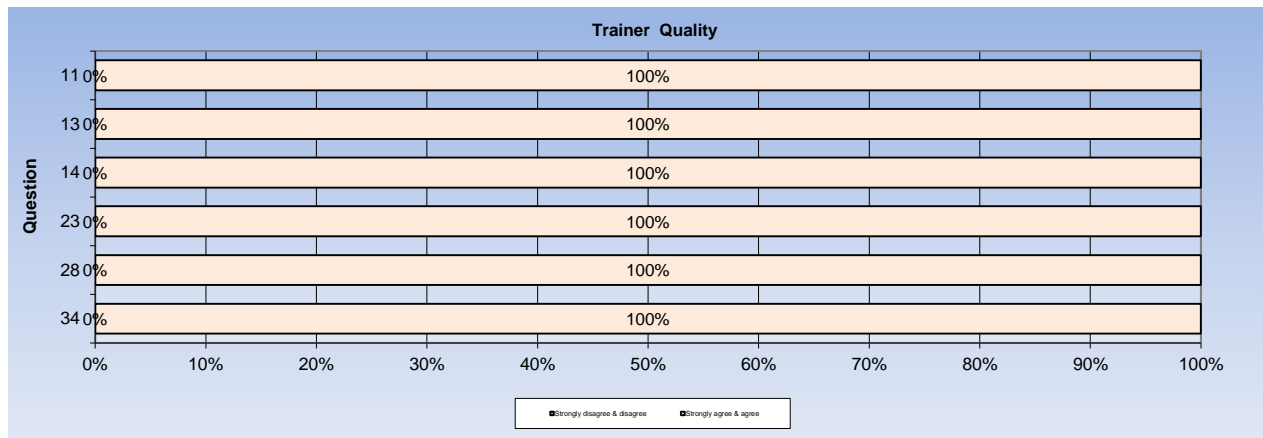 Trainer Quality
Question
11 0% 100%
13 0% 100%
14 0% 100%
23 0% 100%
28 0% 100%
34 0% 100%
0% 10% 20% 30% 40% 50% 60% 70% 80% 90% 100%
Strongly disagree & disagree Strongly agree & agree